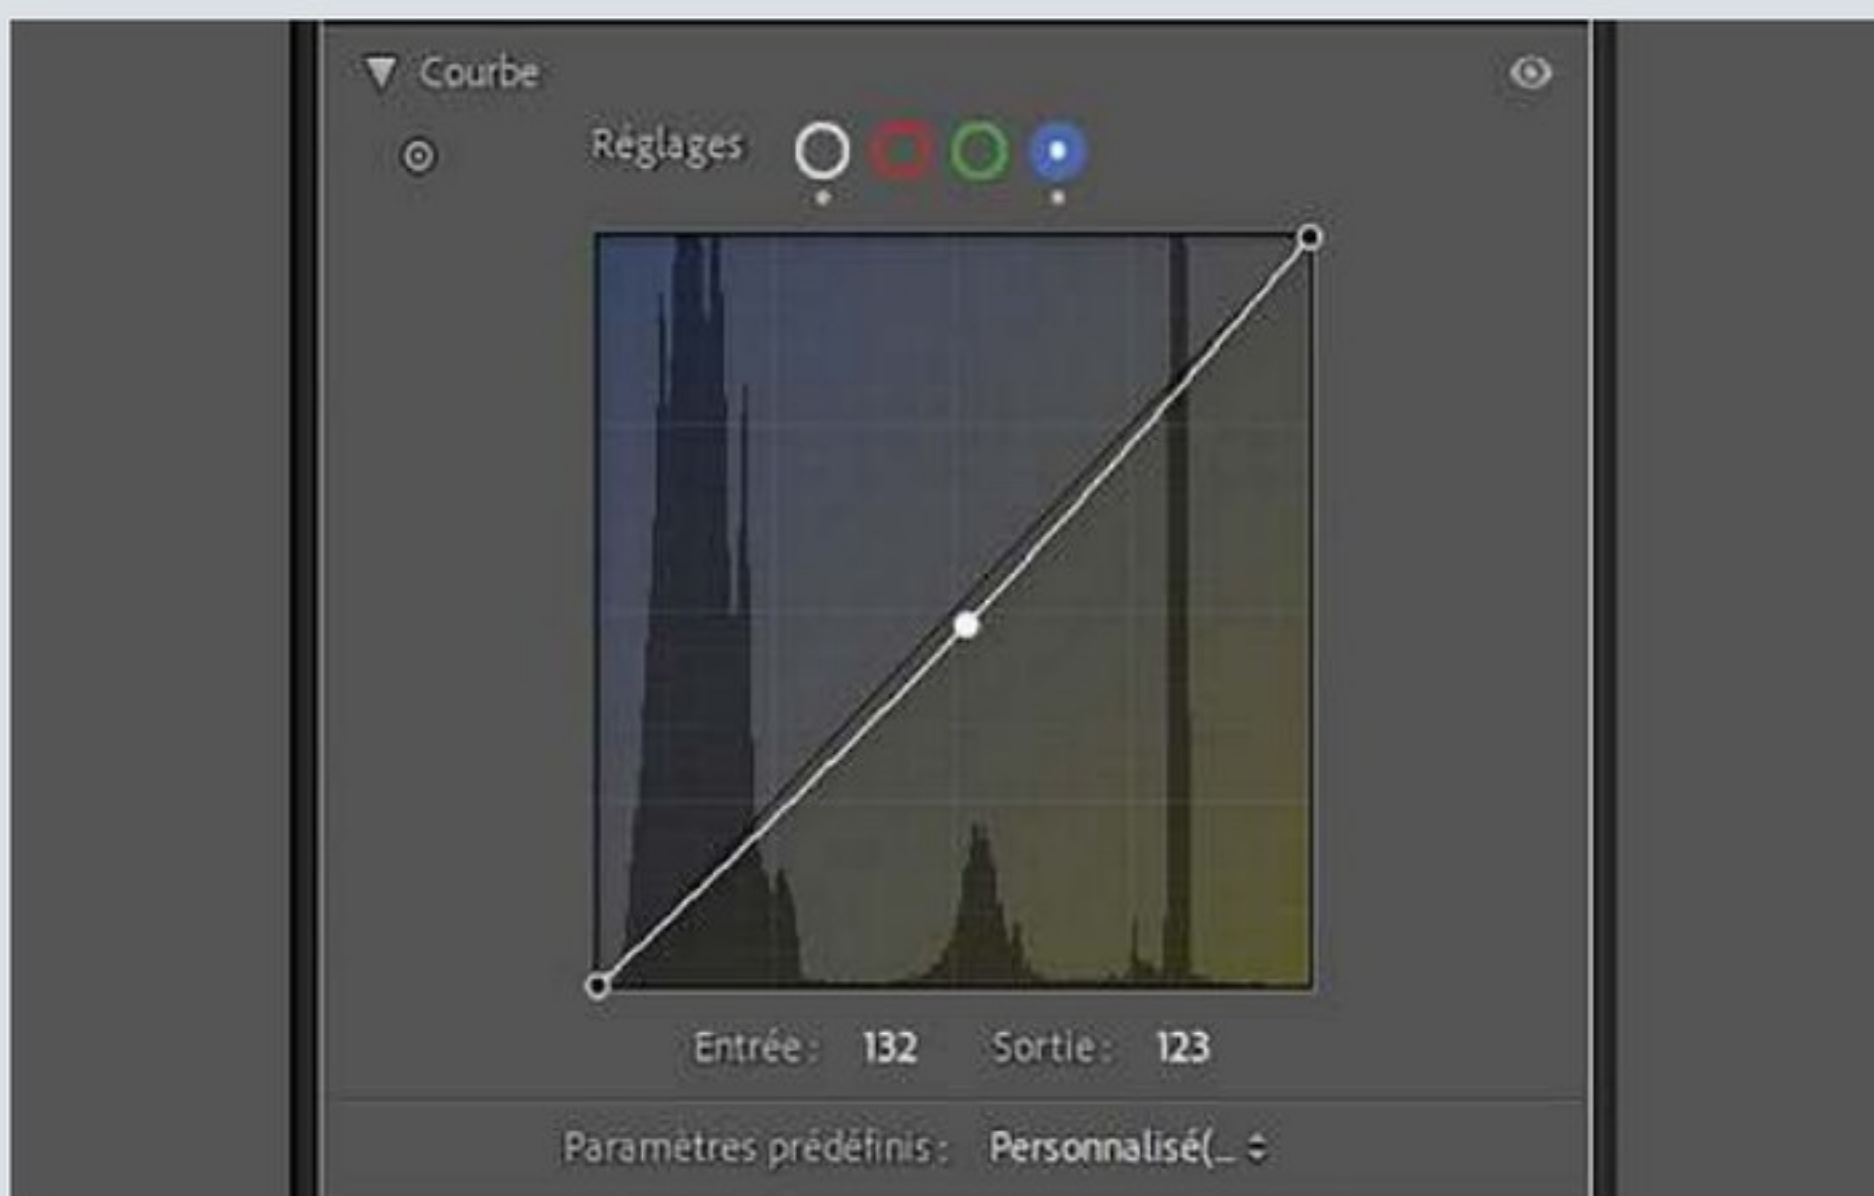 Courbe
Réglages
Entrée : 132 Sortie : 123
Paramètres prédéfinis : Personnalisé(...